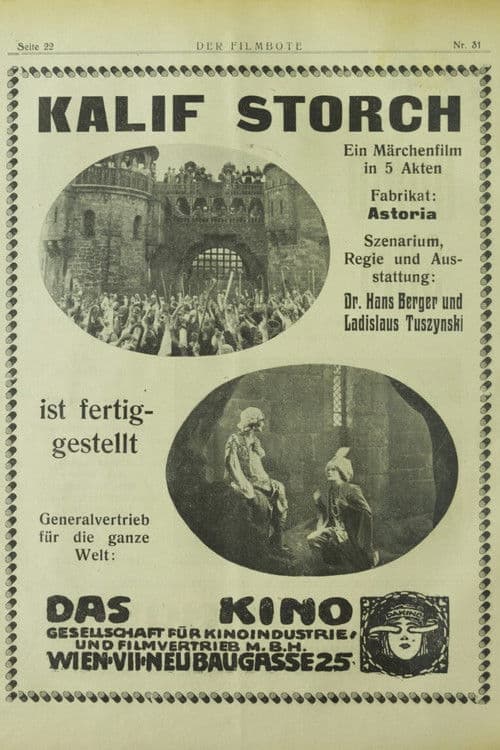 Seite 22 DER FILMBOTE Nr. 31
KALIF STORCH
Ein Märchenfilm
in 5 Akten
Fabrikat:
Astoria
Szenarium,
Regie und Aus-
stattung:
Dr. Hans Berger und
Ladislaus Tuszynski
ist fertig-
gestellt
Generalvertrieb
für die ganze
Welt:
DAS KINO
GESELLSCHAFT FÜR KINOINDUSTRIE,
UND FILMVERTRIEB M. B. H.
WIEN·VII·NEUBAUGASSE 25
DAKINO